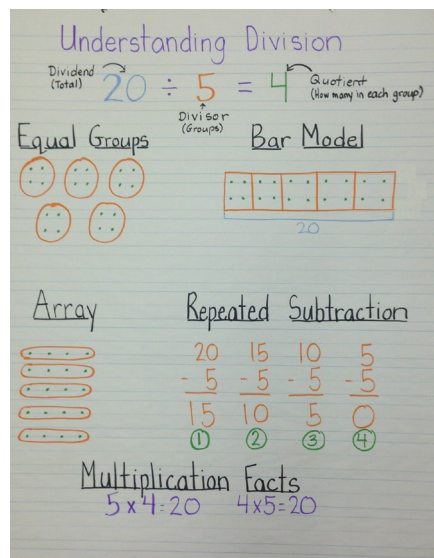 Understanding Division
Dividend
(Total)
20 ÷ 5 = 4
Quotient
(How many in each group)
Divisor
(Groups)
Equal Groups
Bar Model
20
Array
Repeated Subtraction
20 15 10 5
- 5 - 5 - 5 - 5
15 10 5 0
1 2 3 4
Multiplication Facts
5 x 4 = 20 4 x 5 = 20